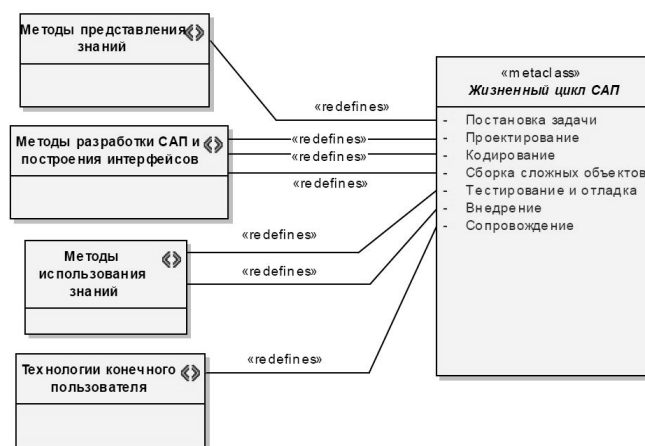 Методы представления
знаний
«metaclass»
Жизненный цикл САП
- Постановка задачи
- Проектирование
- Кодирование
- Сборка сложных объектов
- Тестирование и отладка
- Внедрение
- Сопровождение
«redefines»
Методы разработки САП и
построения интерфейсов
«redefines»
«redefines»
«redefines»
Методы
использования
знаний
«redefines»
«redefines»
Технологии конечного
пользователя
«redefines»